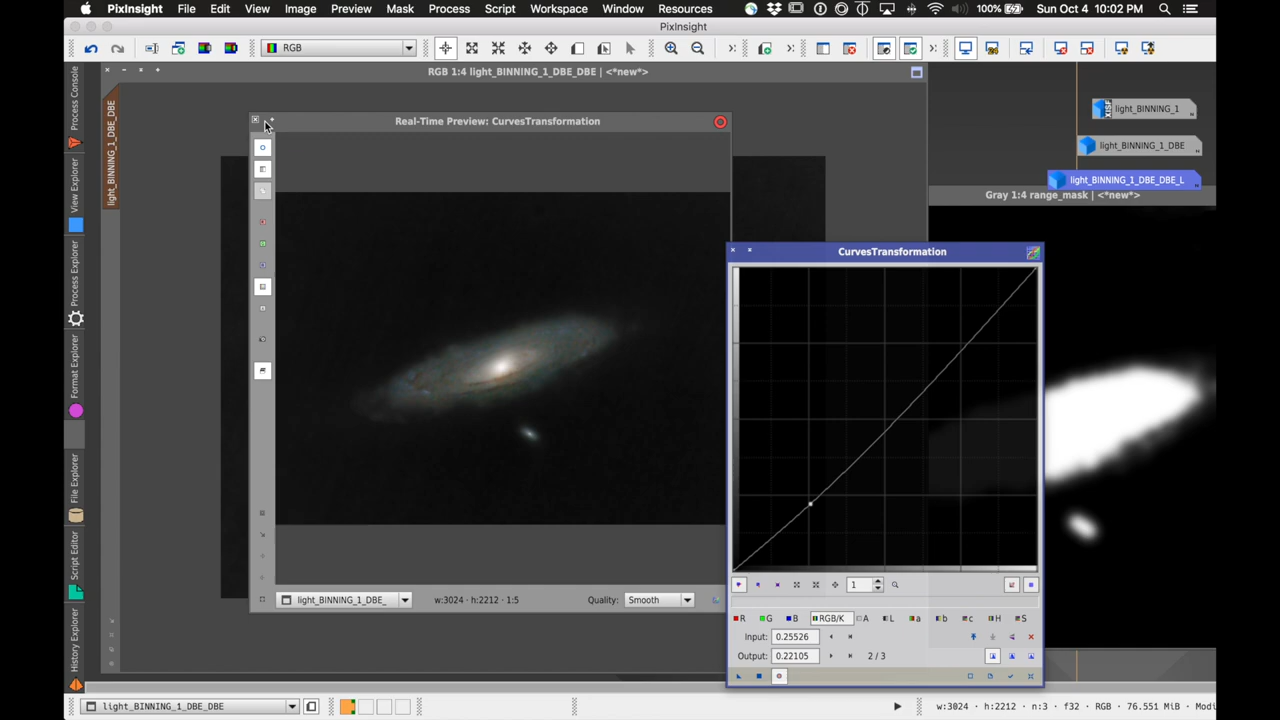 PixInsight File Edit View Image Preview Mask Process Script Workspace Window Resources 100% Sun Oct 4 10:02 PM
PixInsight
RGB
RGB 1:4 light_BINNING_1_DBE_DBE | <*new*>
Process Console
View Explorer
Process Explorer
Format Explorer
File Explorer
Script Editor
History Explorer
light_BINNING_1_DBE_DBE
Real-Time Preview: CurvesTransformation
light_BINNING_1_DBE_
w:3024 · h:2212 · 1:5
Quality: Smooth
light_BINNING_1
XISF
N
light_BINNING_1_DBE
N
light_BINNING_1_DBE_DBE_L
N
Gray 1:4 range_mask | <*new*>
CurvesTransformation
1
R G B RGB/K A L a b c H S
Input: 0.25526
Output: 0.22105 2 / 3
light_BINNING_1_DBE_DBE
w:3024 · h:2212 · n:3 · f32 · RGB · 76.551 MiB · Modi